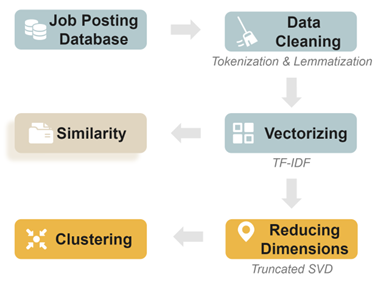 Job Posting
Database
Data
Cleaning
Tokenization & Lemmatization
Similarity
Vectorizing
TF-IDF
Clustering
Reducing
Dimensions
Truncated SVD